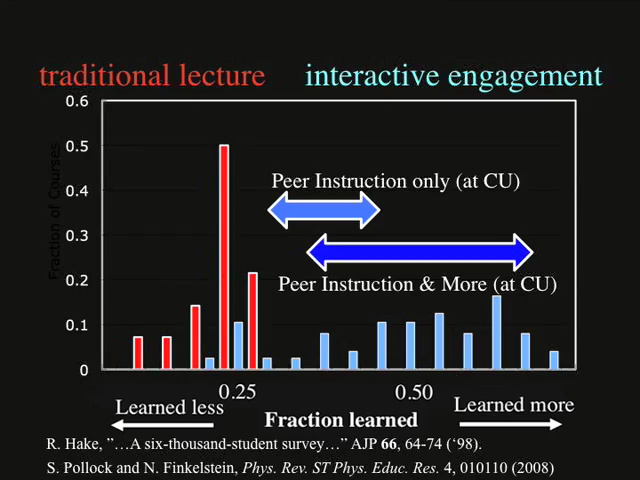 traditional lecture interactive engagement
0.6
0.5
0.4
0.3
0.2
0.1
0
Fraction of Courses
Peer Instruction only (at CU)
Peer Instruction & More (at CU)
0.25 0.50
Learned less Fraction learned Learned more
R. Hake, ”…A six-thousand-student survey…” AJP 66, 64-74 (‘98).
S. Pollock and N. Finkelstein, Phys. Rev. ST Phys. Educ. Res. 4, 010110 (2008)